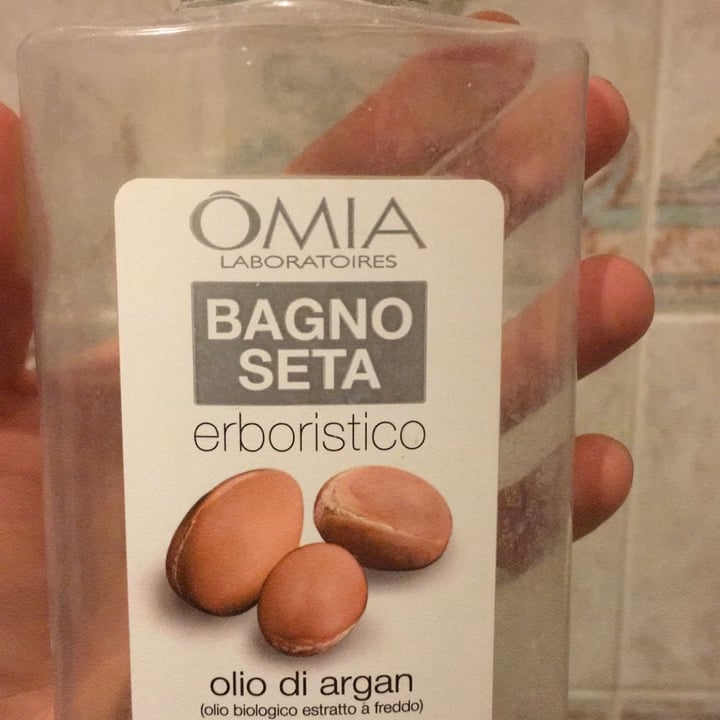 ÔMIA
LABORATOIRES
BAGNO
SETA
erboristico
olio di argan
(olio biologico estratto a freddo)